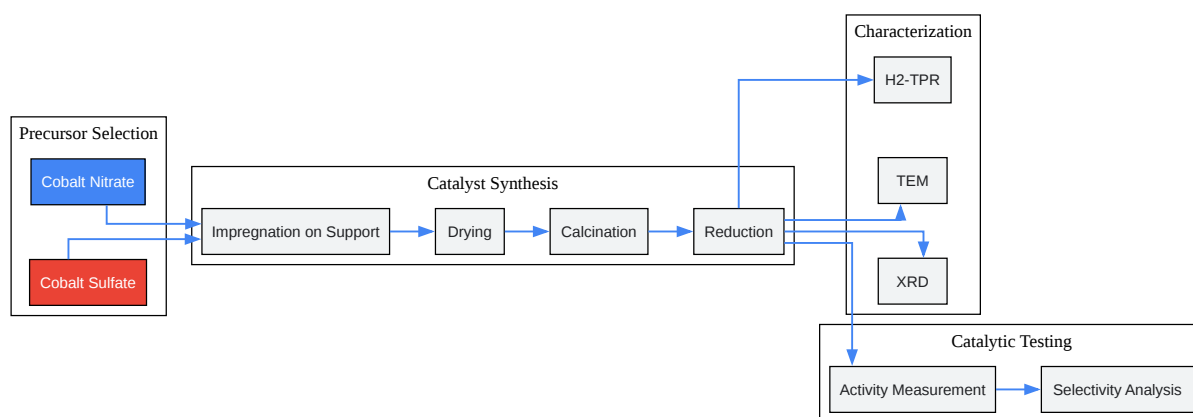 Precursor Selection
Cobalt Nitrate
Cobalt Sulfate
Catalyst Synthesis
Impregnation on Support
Drying
Calcination
Reduction
Characterization
H2-TPR
TEM
XRD
Catalytic Testing
Activity Measurement
Selectivity Analysis